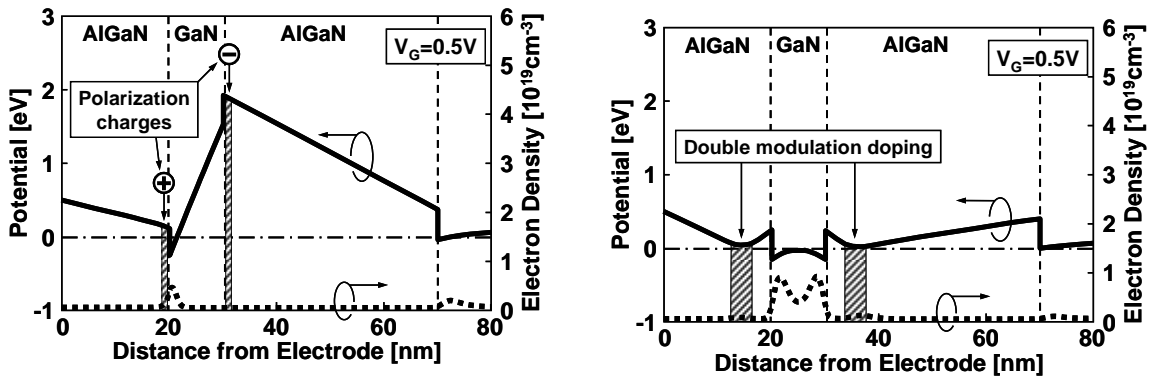 3
2
1
0
-1
Potential [eV]
AlGaN
GaN
AlGaN
V_G=0.5V
−
Polarization
charges
+
6
5
4
3
2
1
0
Electron Density [10^19cm^-3]
0
20
40
60
80
Distance from Electrode [nm]
3
2
1
0
-1
Potential [eV]
AlGaN
GaN
AlGaN
V_G=0.5V
Double modulation doping
6
5
4
3
2
1
0
Electron Density [10^19cm^-3]
0
20
40
60
80
Distance from Electrode [nm]